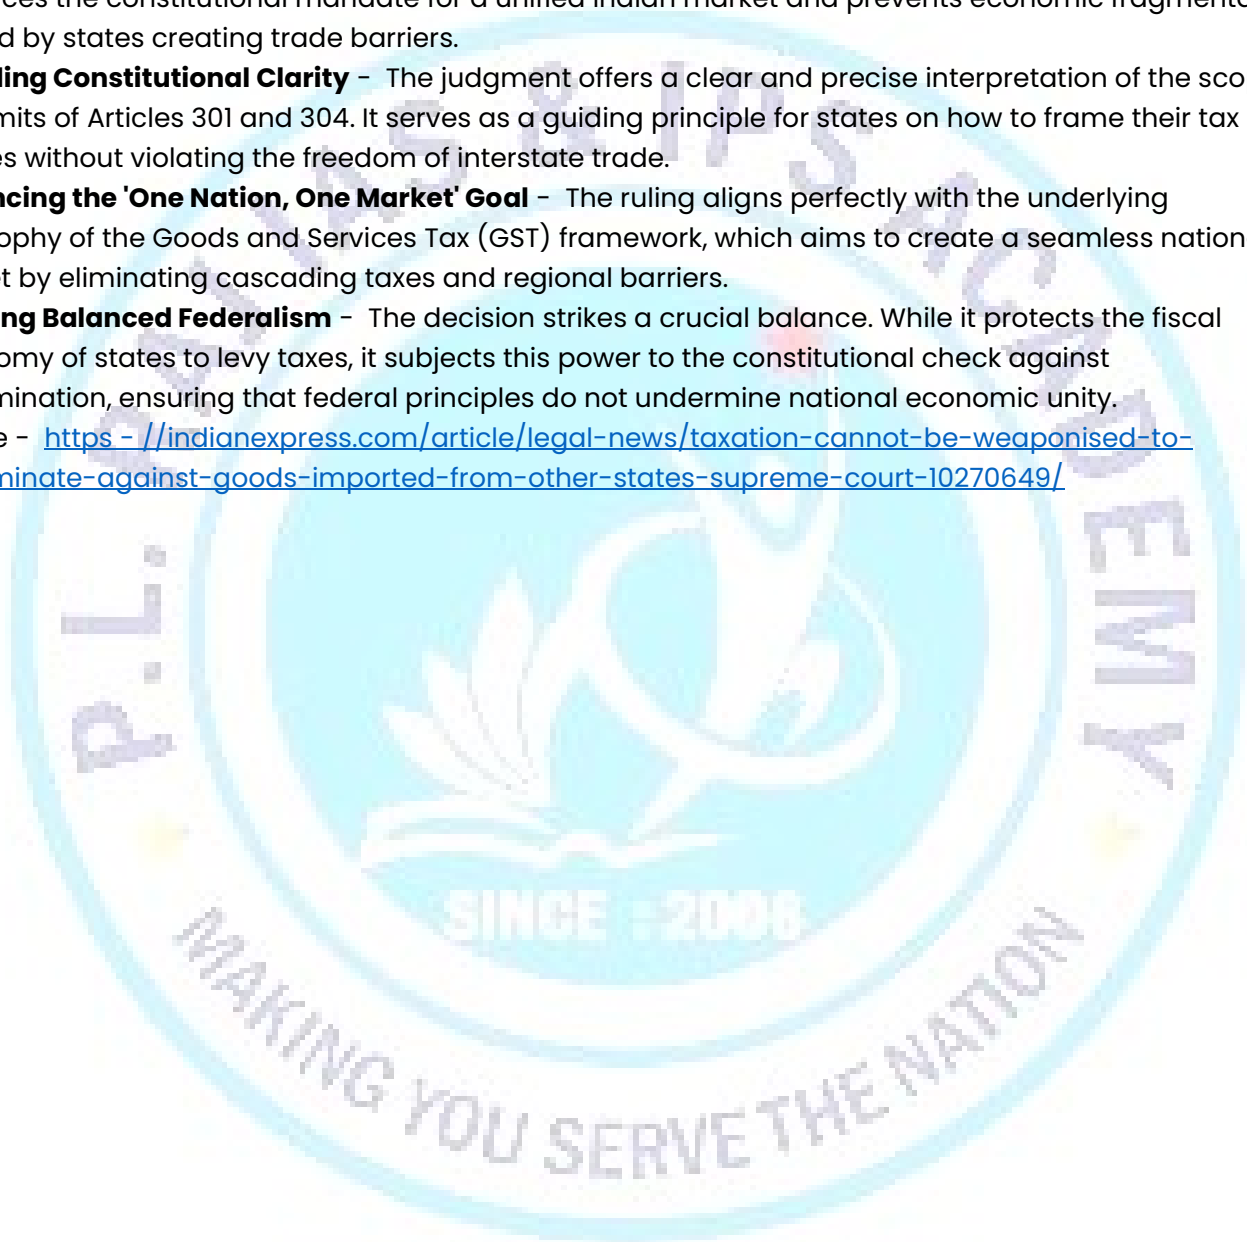 ces the constitutional mandate for a unified Indian market and prevents economic fragmenta
d by states creating trade barriers.
ling Constitutional Clarity - The judgment offers a clear and precise interpretation of the sco
mits of Articles 301 and 304. It serves as a guiding principle for states on how to frame their tax
es without violating the freedom of interstate trade.
ncing the 'One Nation, One Market' Goal - The ruling aligns perfectly with the underlying
ophy of the Goods and Services Tax (GST) framework, which aims to create a seamless nation
t by eliminating cascading taxes and regional barriers.
ng Balanced Federalism - The decision strikes a crucial balance. While it protects the fiscal
omy of states to levy taxes, it subjects this power to the constitutional check against
mination, ensuring that federal principles do not undermine national economic unity.
e - https - //indianexpress.com/article/legal-news/taxation-cannot-be-weaponised-to-
minate-against-goods-imported-from-other-states-supreme-court-10270649/
P.L. RAJ IAS & IPS ACADEMY
SINCE : 2008
MAKING YOU SERVE THE NATION